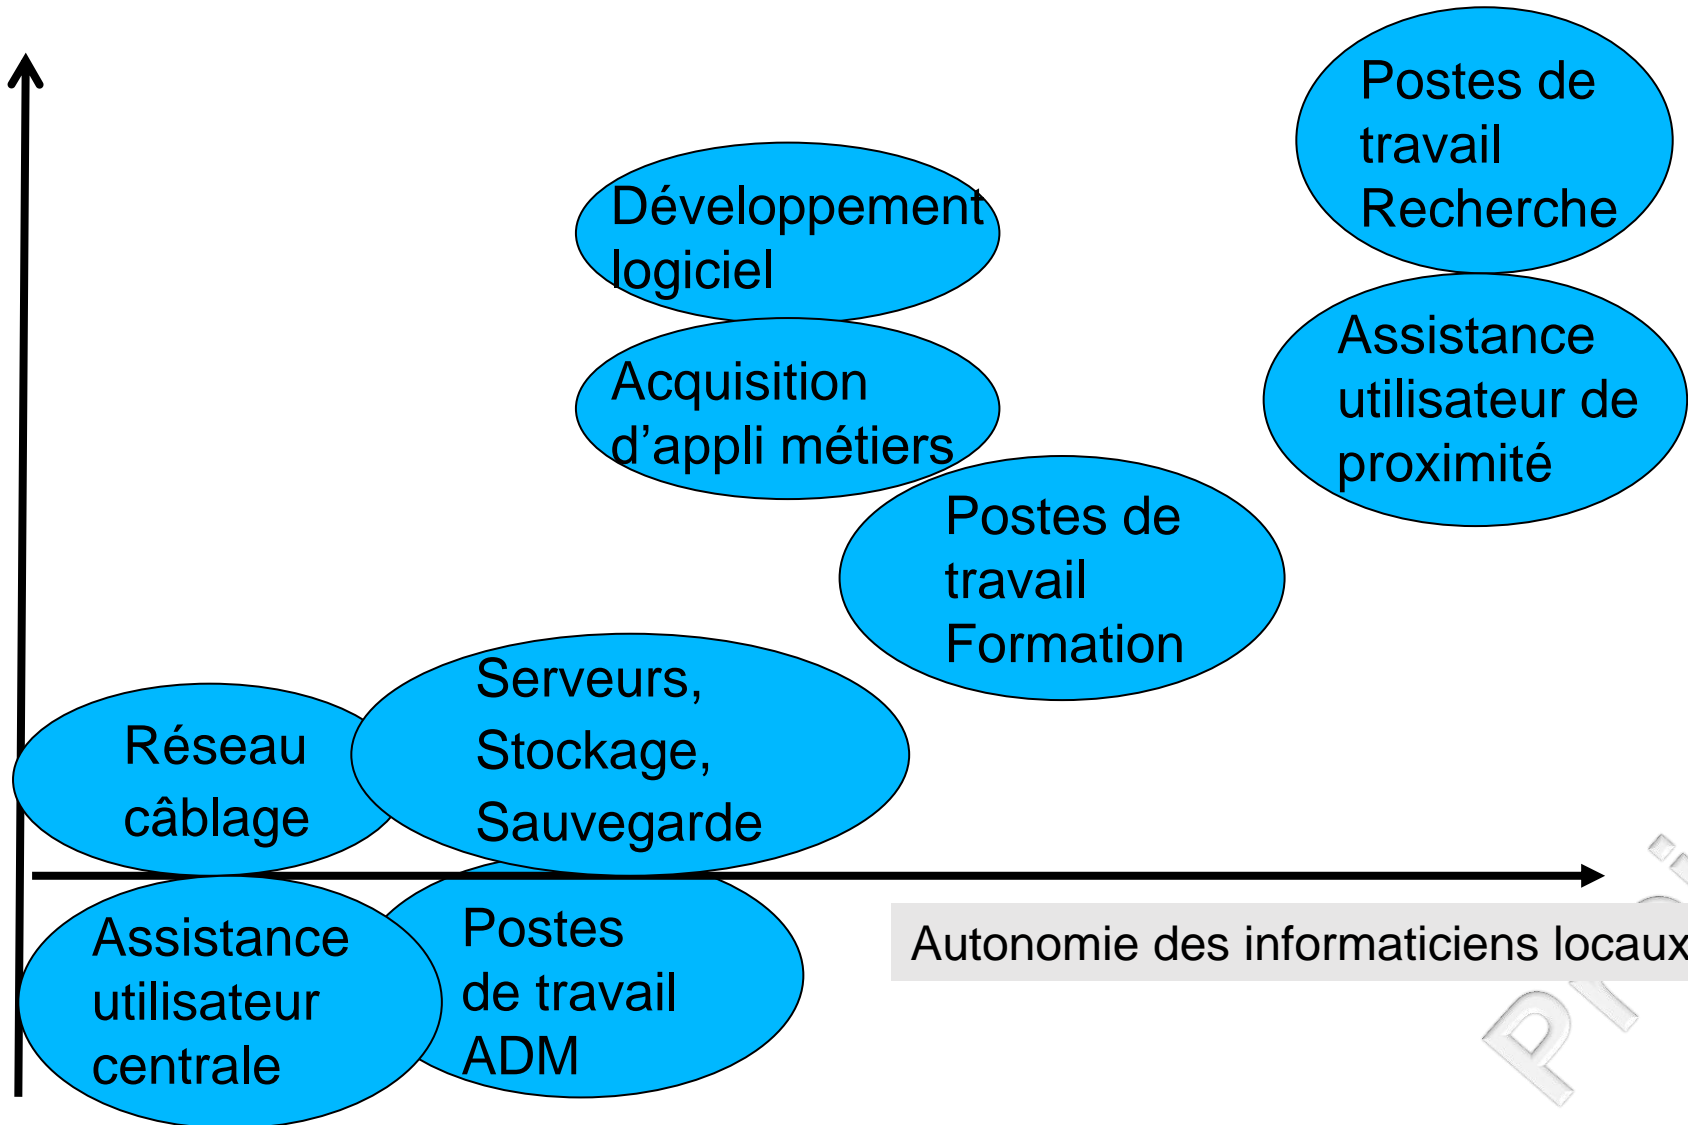 Postes de
travail
Recherche
Développement
logiciel
Assistance
utilisateur de
proximité
Acquisition
d’appli métiers
Postes de
travail
Formation
Serveurs,
Stockage,
Sauvegarde
Réseau
câblage
Assistance
utilisateur
centrale
Postes
de travail
ADM
Autonomie des informaticiens locaux